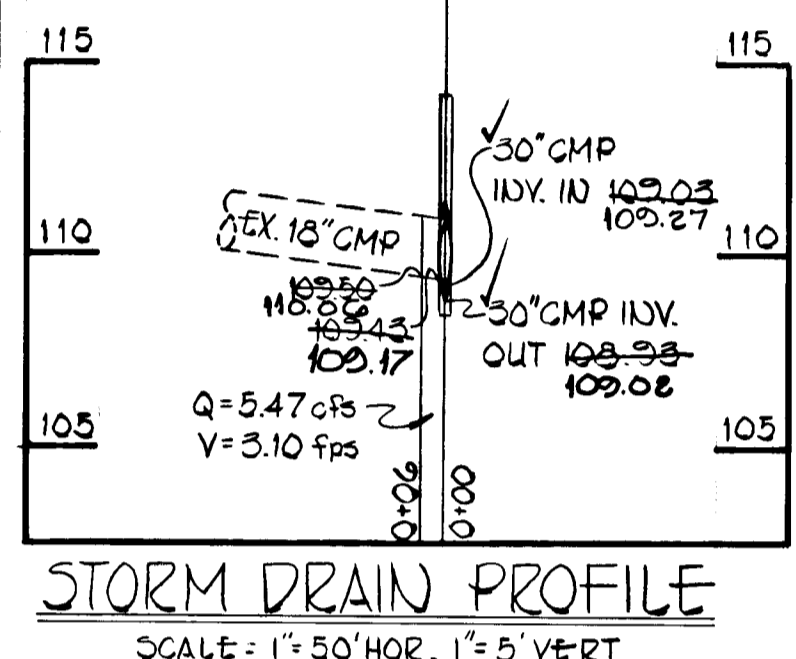 115
115
30" CMP
INV. IN 109.03
109.27
110
EX. 18" CMP
110
109.50
110.06
109.43
109.17
30" CMP INV.
OUT 108.93
109.02
Q = 5.47 cfs
V = 3.10 fps
105
105
0+06
0+00
STORM DRAIN PROFILE
SCALE : 1" = 50' HOR. 1" = 5' VERT